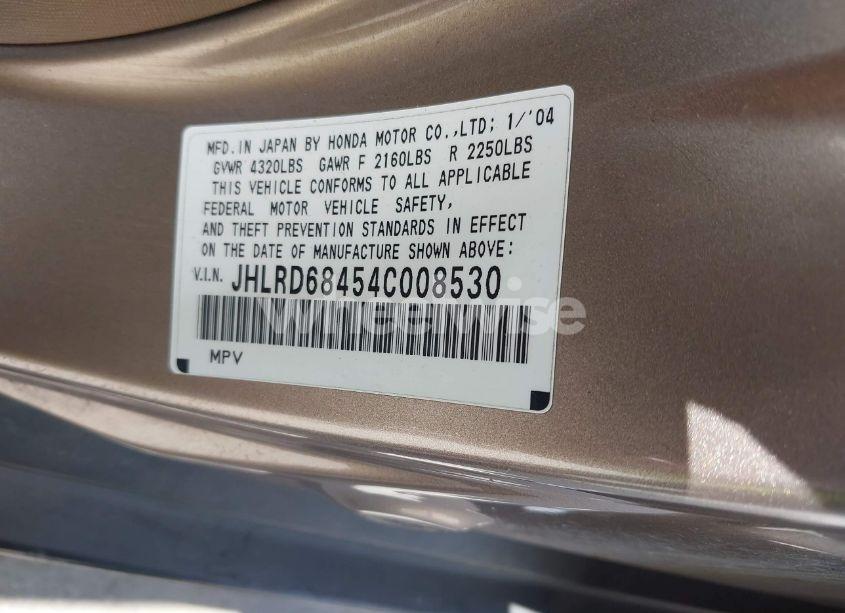 MFD.IN JAPAN BY HONDA MOTOR CO.,LTD; 1/'04
GVWR 4320LBS GAWR F 2160LBS R 2250LBS
THIS VEHICLE CONFORMS TO ALL APPLICABLE
FEDERAL MOTOR VEHICLE SAFETY,
AND THEFT PREVENTION STANDARDS IN EFFECT
ON THE DATE OF MANUFACTURE SHOWN ABOVE:
V.I.N. JHLRD68454C008530
Wheelwise
MPV